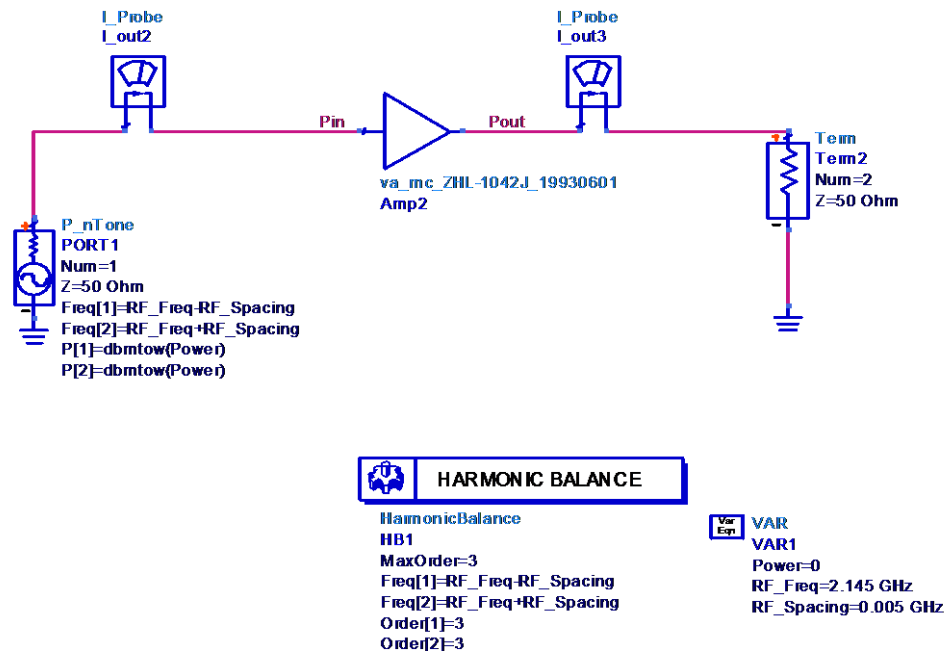 I_Probe
I_out2
I_Probe
I_out3
Pin
Pout
va_mc_ZHL-1042J_19930601
Amp2
Term
Term2
Num=2
Z=50 Ohm
P_nTone
PORT1
Num=1
Z=50 Ohm
Freq[1]=RF_Freq-RF_Spacing
Freq[2]=RF_Freq+RF_Spacing
P[1]=dbmtow(Power)
P[2]=dbmtow(Power)
HARMONIC BALANCE
HarmonicBalance
HB1
MaxOrder=3
Freq[1]=RF_Freq-RF_Spacing
Freq[2]=RF_Freq+RF_Spacing
Order[1]=3
Order[2]=3
Var
Eqn
VAR
VAR1
Power=0
RF_Freq=2.145 GHz
RF_Spacing=0.005 GHz